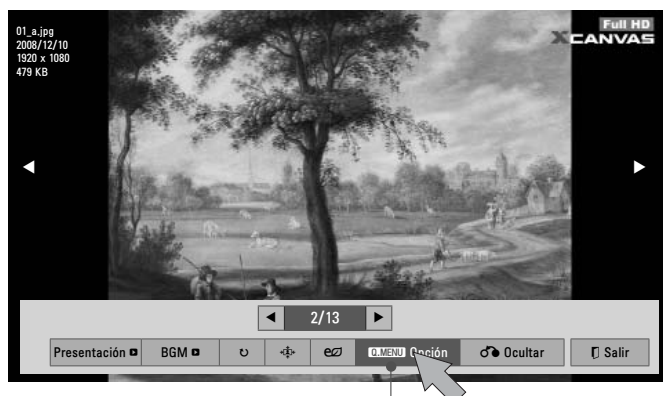 01_a.jpg
2008/12/10
1920 x 1080
479 KB
Full HD
XCANVAS
2/13
Presentación BGM Q.MENU Opción Ocultar Salir